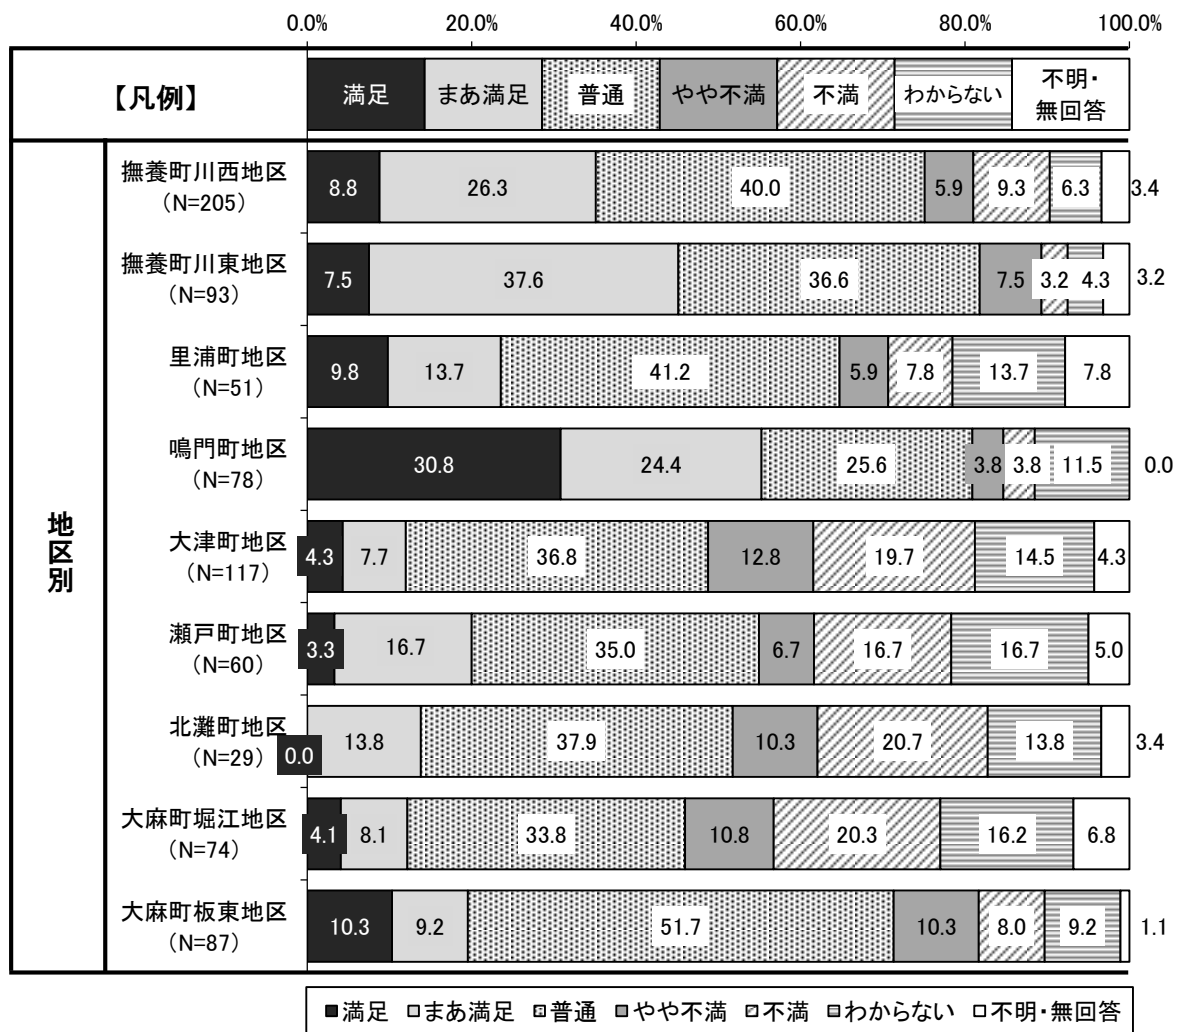 0.0% 20.0% 40.0% 60.0% 80.0% 100.0%
【凡例】 満足 まあ満足 普通 やや不満 不満 わからない 不明・
無回答
地区別
撫養町川西地区
(N=205)
8.8 26.3 40.0 5.9 9.3 6.3 3.4
撫養町川東地区
(N=93)
7.5 37.6 36.6 7.5 3.2 4.3 3.2
里浦町地区
(N=51)
9.8 13.7 41.2 5.9 7.8 13.7 7.8
鳴門町地区
(N=78)
30.8 24.4 25.6 3.8 3.8 11.5 0.0
大津町地区
(N=117)
4.3 7.7 36.8 12.8 19.7 14.5 4.3
瀬戸町地区
(N=60)
3.3 16.7 35.0 6.7 16.7 16.7 5.0
北灘町地区
(N=29)
0.0 13.8 37.9 10.3 20.7 13.8 3.4
大麻町堀江地区
(N=74)
4.1 8.1 33.8 10.8 20.3 16.2 6.8
大麻町板東地区
(N=87)
10.3 9.2 51.7 10.3 8.0 9.2 1.1
満足 まあ満足 普通 やや不満 不満 わからない 不明・無回答